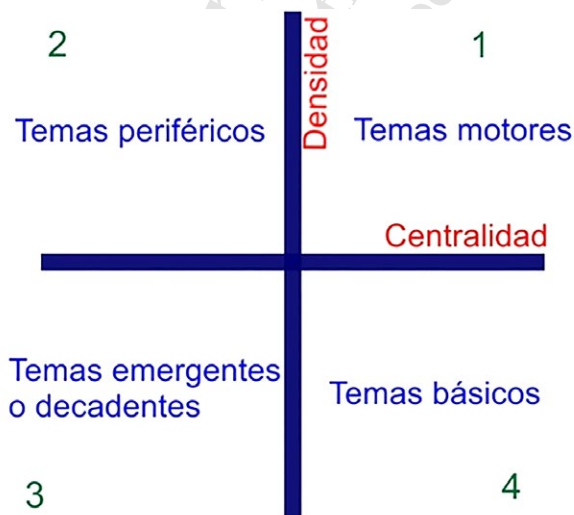 2
1
Densidad
Temas periféricos
Temas motores
Centralidad
Temas emergentes
o decadentes
Temas básicos
3
4